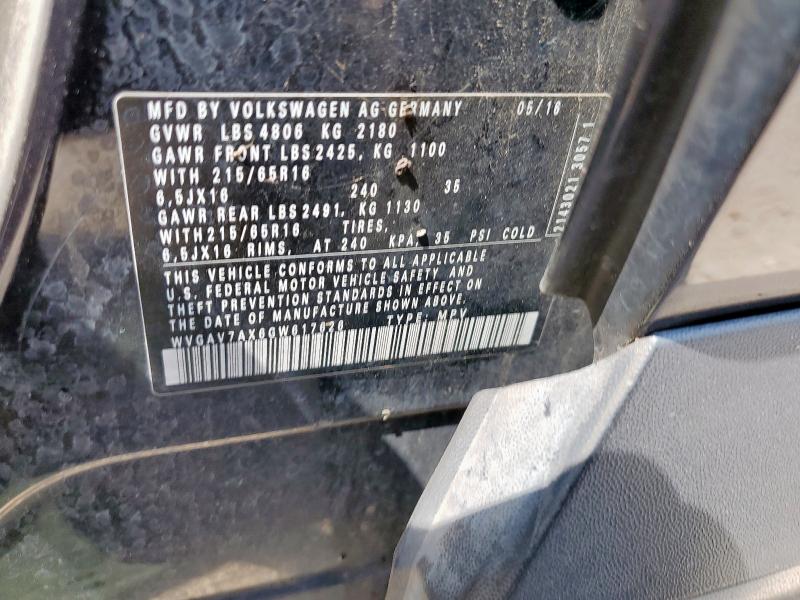 MFD BY VOLKSWAGEN AG GERMANY 05/16
GVWR LBS 4806 KG 2180
GAWR FRONT LBS 2425, KG 1100
WITH 215/65R16
6,5JX16 240 35
GAWR REAR LBS 2491, KG 1130
WITH 215/65R16 TIRES,
6,5JX16 RIMS, AT 240 KPA, 35 PSI COLD
THIS VEHICLE CONFORMS TO ALL APPLICABLE
U.S. FEDERAL MOTOR VEHICLE SAFETY AND
THEFT PREVENTION STANDARDS IN EFFECT ON
THE DATE OF MANUFACTURE SHOWN ABOVE.
TYPE: MPV
3057 1